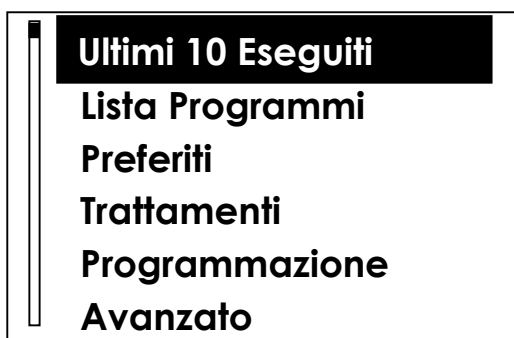 Ultimi 10 Eseguiti
Lista Programmi
Preferiti
Trattamenti
Programmazione
Avanzato